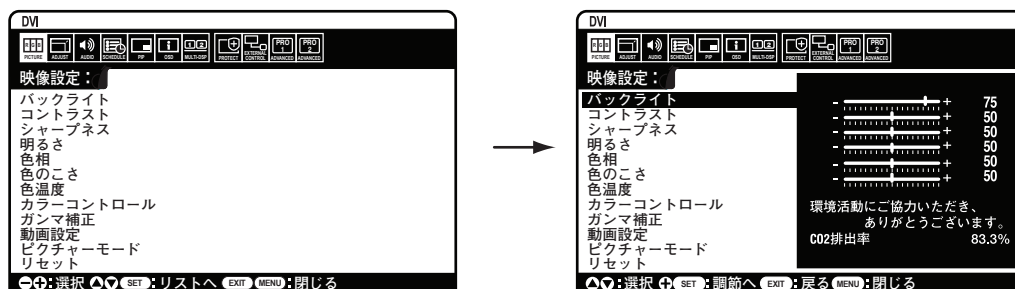 DVI
PICTURE ADJUST AUDIO SCHEDULE PIP OSD MULTI-DSP PROTECT EXTERNAL CONTROL PRO 1 ADVANCED PRO 2 ADVANCED
映像設定：
バックライト
コントラスト
シャープネス
明るさ
色相
色のこさ
色温度
カラーコントロール
ガンマ補正
動画設定
ピクチャーモード
リセット
選択 SET：リストへ EXIT MENU：閉じる
DVI
PICTURE ADJUST AUDIO SCHEDULE PIP OSD MULTI-DSP PROTECT EXTERNAL CONTROL PRO 1 ADVANCED PRO 2 ADVANCED
映像設定：
バックライト - + 75
コントラスト - + 50
シャープネス - + 50
明るさ - + 50
色相 - + 50
色のこさ - + 50
色温度
カラーコントロール
ガンマ補正
動画設定
ピクチャーモード
リセット
環境活動にご協力いただき、
ありがとうございます。
CO2排出率 83.3%
：選択 SET：調節へ EXIT：戻る MENU：閉じる